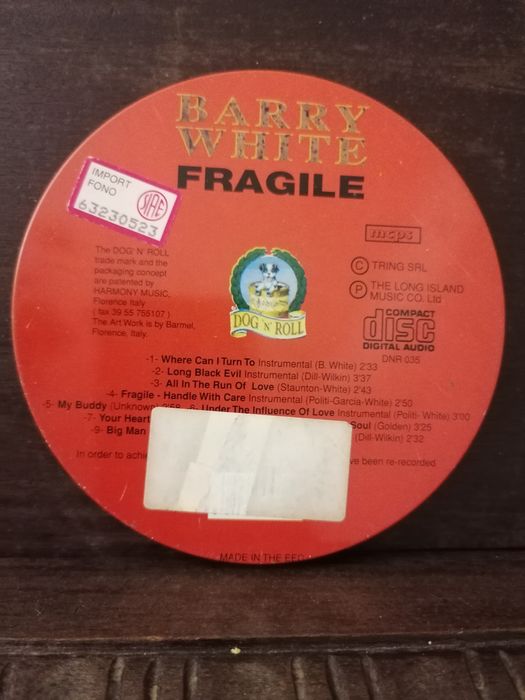 BARRY
WHITE
FRAGILE
IMPORT
FONO
SIAE
63230523
mcps
The DOG' N' ROLL
trade mark and the
packaging concept
are patented by
HARMONY MUSIC,
Florence Italy
( fax 39 55 755107 )
The Art Work is by Barmel,
Florence, Italy.
DOG 'N' ROLL
C TRING SRL
P THE LONG ISLAND
MUSIC CO. Ltd
COMPACT
disc
DIGITAL AUDIO
DNR 035
-1- Where Can I Turn To Instrumental (B. White) 2'33
-2- Long Black Evil Instrumental (Dill-Wilkin) 3'37
-3- All In The Run Of Love (Staunton-White) 2'43
-4- Fragile - Handle With Care Instrumental (Politi-Garcia-White) 2'50
-5- My Buddy (Unknown) -6- Under The Influence Of Love Instrumental (Politi- White) 3'00
-7- Your Heart Soul (Golden) 3'25
-9- Big Man (Dill-Wilkin) 2'32
In order to been re-recorded
MADE IN THE EEC